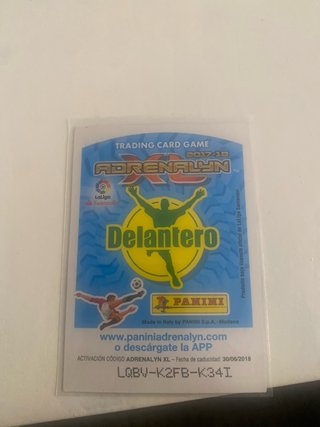 TRADING CARD GAME
2017-18
ADRENALYN XL
LaLiga
Delantero
PANINI
Made in Italy by PANINI S.p.A. - Modena
www.paniniadrenalyn.com
o descárgate la APP
ACTIVACIÓN CÓDIGO ADRENALYN XL – Fecha de caducidad: 30/06/2018
LQBV-K2FB-K34I